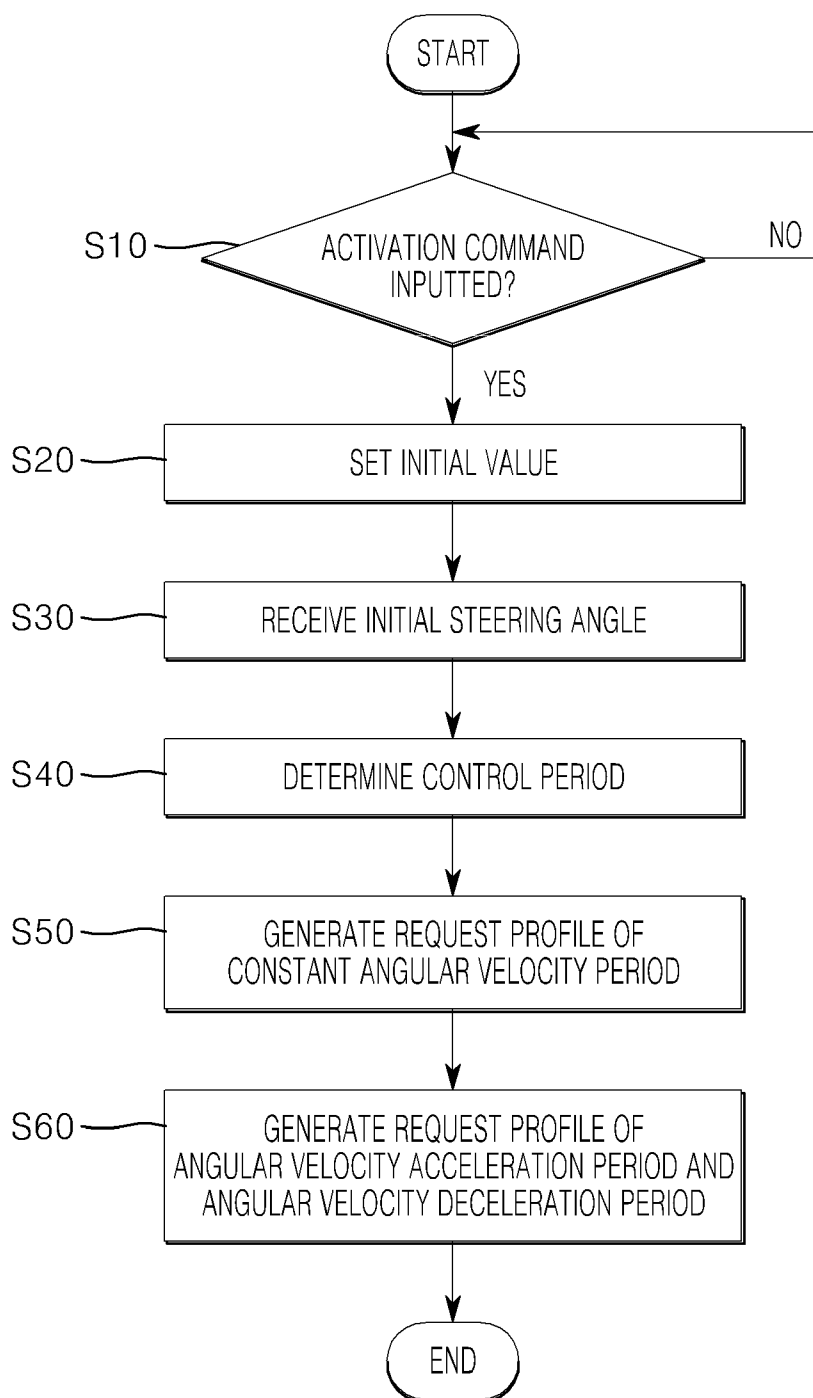 START
S10
ACTIVATION COMMAND
INPUTTED?
NO
YES
S20
SET INITIAL VALUE
S30
RECEIVE INITIAL STEERING ANGLE
S40
DETERMINE CONTROL PERIOD
S50
GENERATE REQUEST PROFILE OF
CONSTANT ANGULAR VELOCITY PERIOD
S60
GENERATE REQUEST PROFILE OF
ANGULAR VELOCITY ACCELERATION PERIOD AND
ANGULAR VELOCITY DECELERATION PERIOD
END